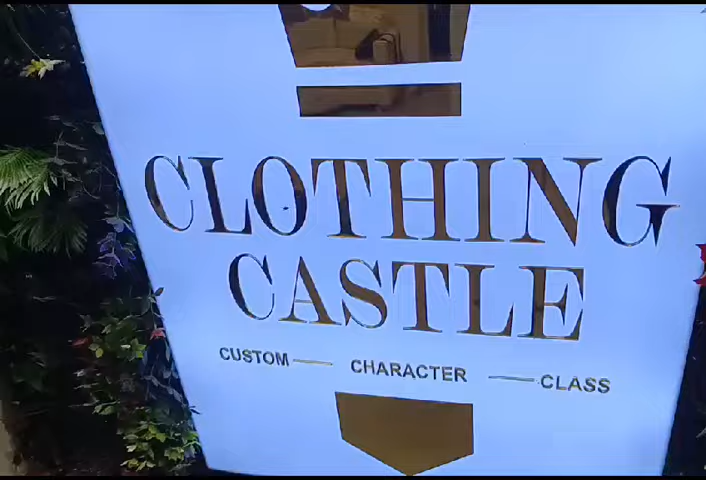 CLOTHING
CASTLE
CUSTOM — CHARACTER — CLASS